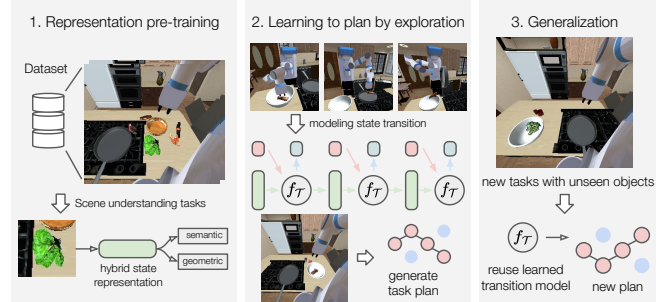 1. Representation pre-training
Dataset
Scene understanding tasks
hybrid state
representation
semantic
geometric
2. Learning to plan by exploration
modeling state transition
f𝒯 f𝒯 f𝒯
generate
task plan
3. Generalization
new tasks with unseen objects
f𝒯
reuse learned
transition model
new plan